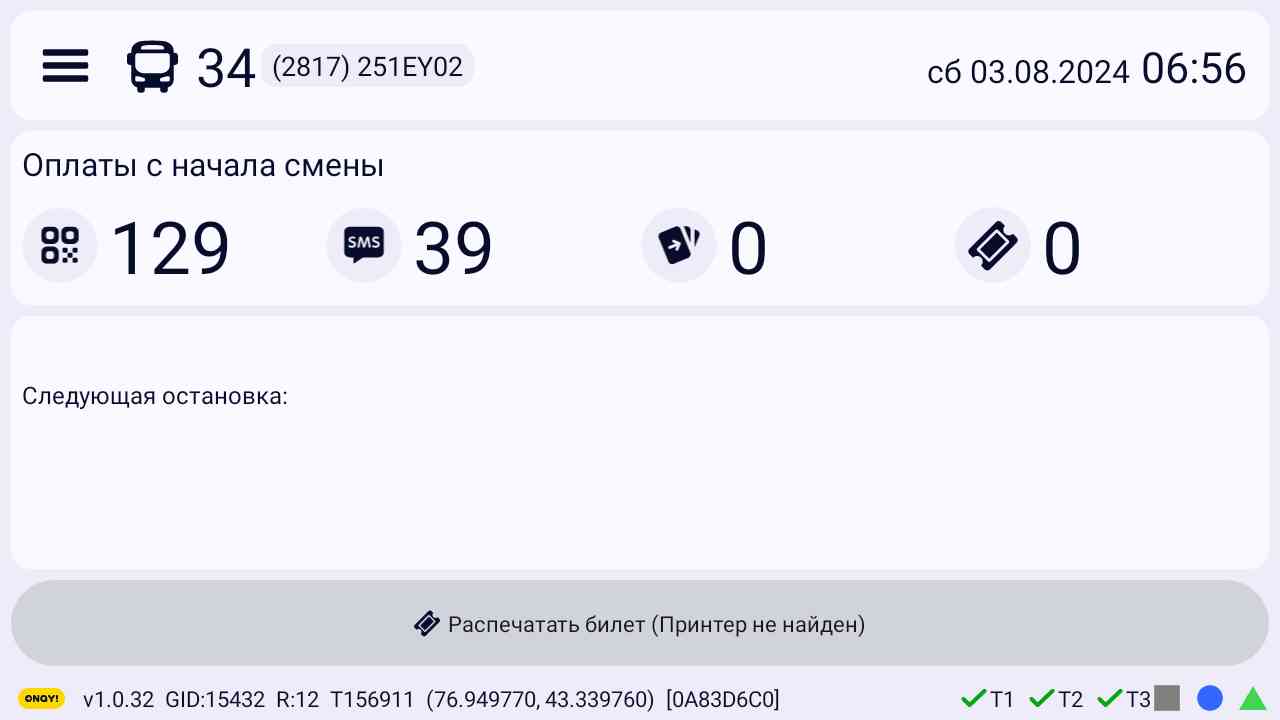 34 (2817) 251EY02 сб 03.08.2024 06:56
Оплаты с начала смены
129 SMS 39 0 0
Следующая остановка:
Распечатать билет (Принтер не найден)
ONAY! v1.0.32 GID:15432 R:12 T156911 (76.949770, 43.339760) [0A83D6C0] T1 T2 T3